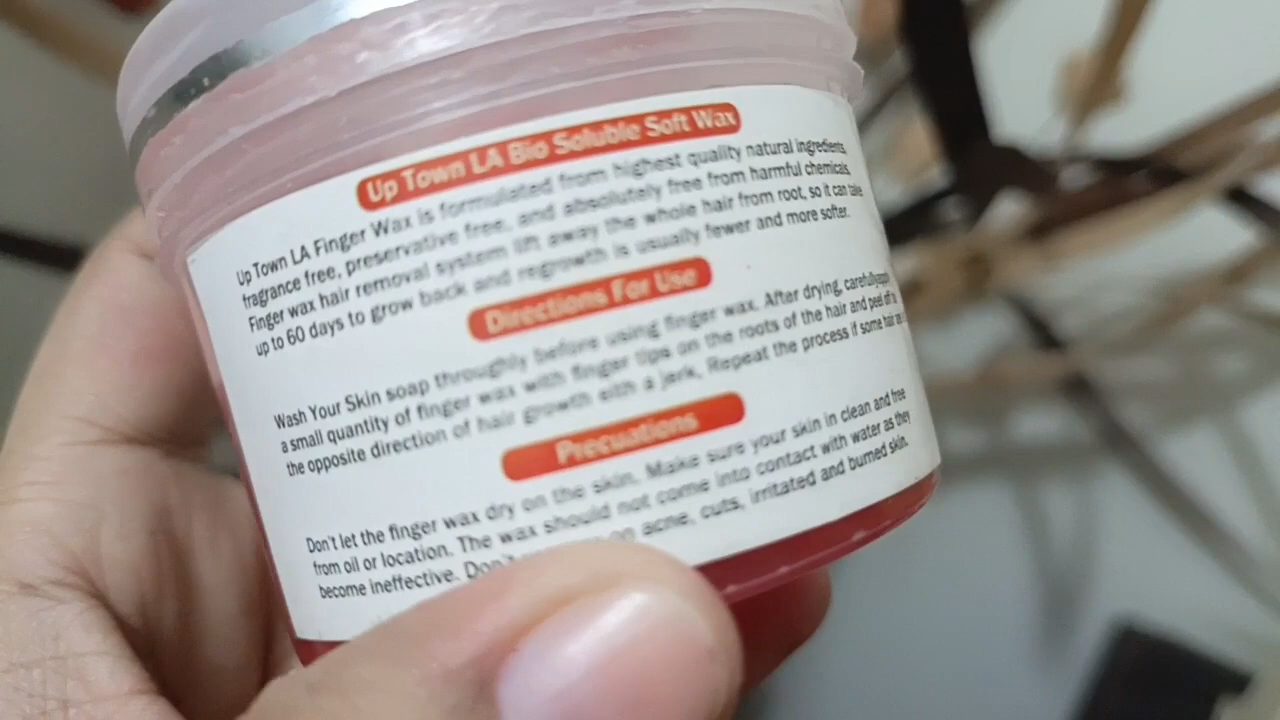 Up Town LA Bio Soluble Soft Wax
Up Town LA Finger Wax is formulated from highest quality natural ingredients,
fragrance free, preservative free, and absolutely free from harmful chemicals,
Finger wax hair removal system lift away the whole hair from root, so it can take
up to 60 days to grow back and regrowth is usually fewer and more softer.
Directions For Use
Wash Your Skin soap throughly before using finger wax. After drying, carefully
a small quantity of finger wax with finger tips on the roots of the hair and peel off
the opposite direction of hair growth eith a jerk, Repeat the process if some hair
Precuations
Don't let the finger wax dry on the skin. Make sure your skin in clean and free
from oil or location. The wax should not come into contact with water as they
become ineffective. Don't on acne, cuts, irritated and burned skin.